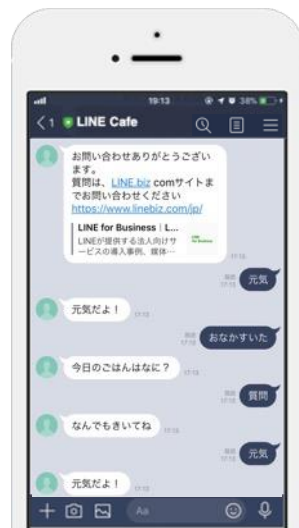 19:13
38%
1 LINE Cafe
お問い合わせありがとうござい
ます。
質問は、LINE.biz comサイトま
でお問い合わせください
https://www.linebiz.com/jp/
LINE for Business｜L...
LINEが提供する法人向けサ
ービスの導入事例、媒体…
元気
元気だよ！
おなかすいた
今日のごはんはなに？
質問
なんでもきいてね
元気
元気だよ！
Aa